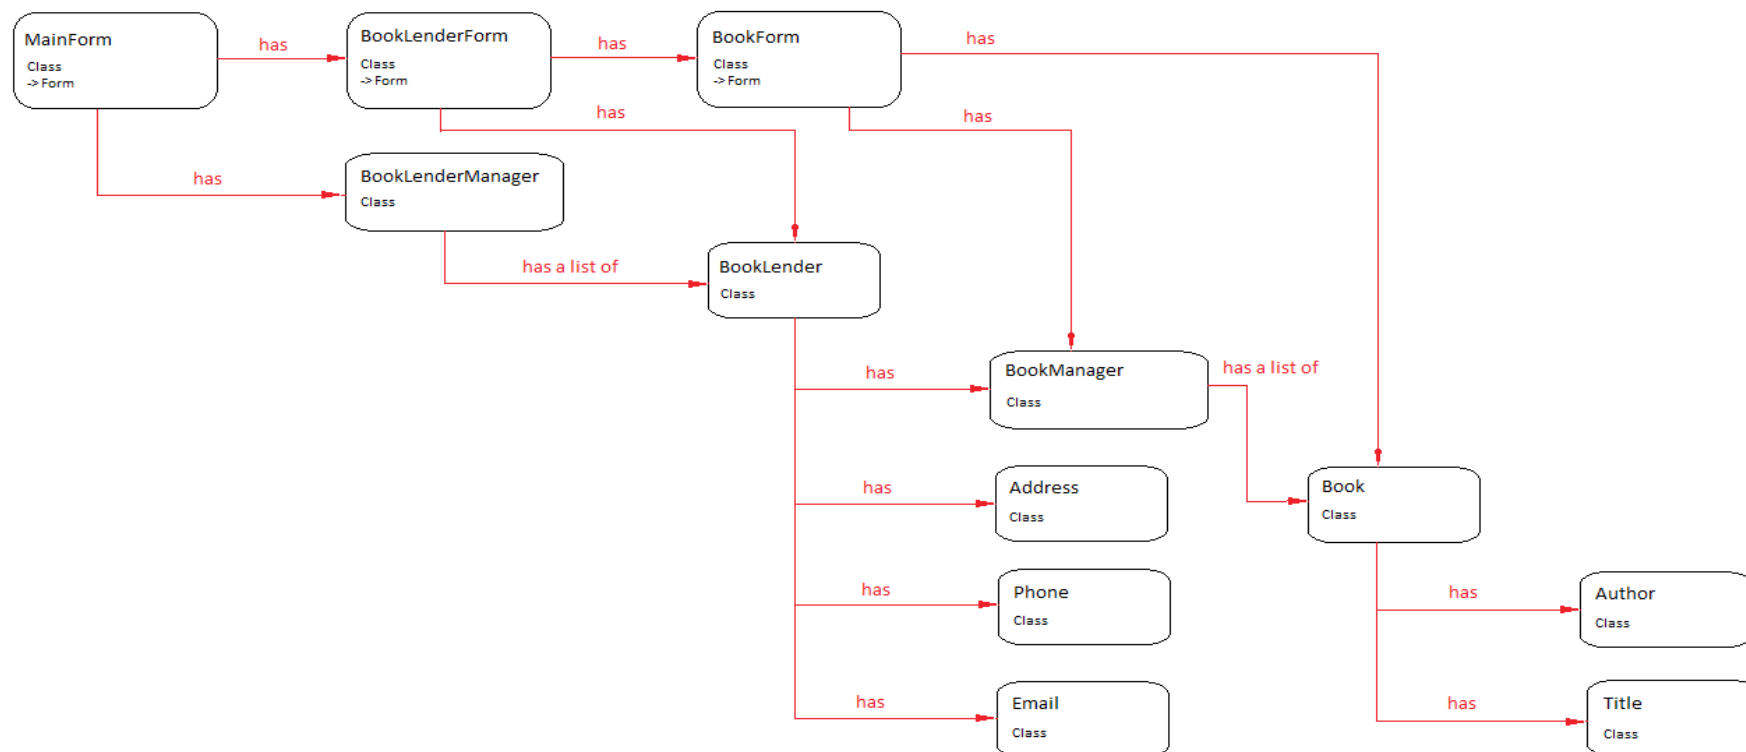 MainForm
Class
-> Form
has
BookLenderForm
Class
-> Form
has
BookForm
Class
-> Form
has
has
has
has
BookLenderManager
Class
has a list of
BookLender
Class
has
BookManager
Class
has a list of
has
Address
Class
Book
Class
has
Phone
Class
has
Author
Class
has
Email
Class
has
Title
Class